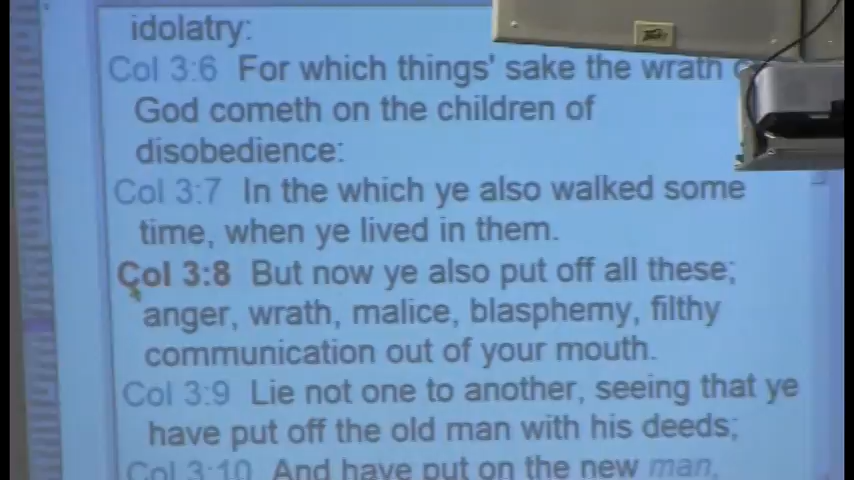 idolatry:
Col 3:6 For which things' sake the wrath
God cometh on the children of
disobedience:
Col 3:7 In the which ye also walked some
time, when ye lived in them.
Col 3:8 But now ye also put off all these;
anger, wrath, malice, blasphemy, filthy
communication out of your mouth.
Col 3:9 Lie not one to another, seeing that ye
have put off the old man with his deeds;
Col 3:10 And have put on the new man,